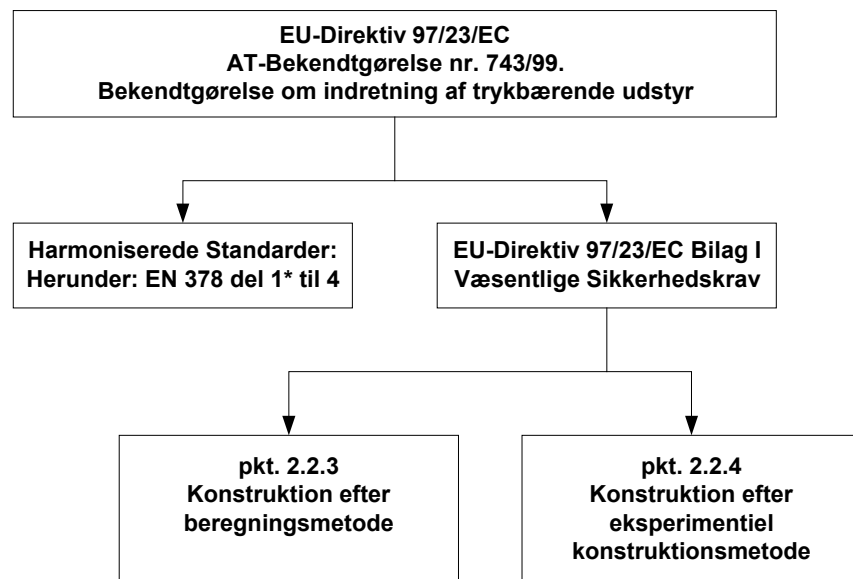 EU-Direktiv 97/23/EC
AT-Bekendtgørelse nr. 743/99.
Bekendtgørelse om indretning af trykbærende udstyr
Harmoniserede Standarder:
Herunder: EN 378 del 1* til 4
EU-Direktiv 97/23/EC Bilag I
Væsentlige Sikkerhedskrav
pkt. 2.2.3
Konstruktion efter
beregningsmetode
pkt. 2.2.4
Konstruktion efter
eksperimentiel
konstruktionsmetode